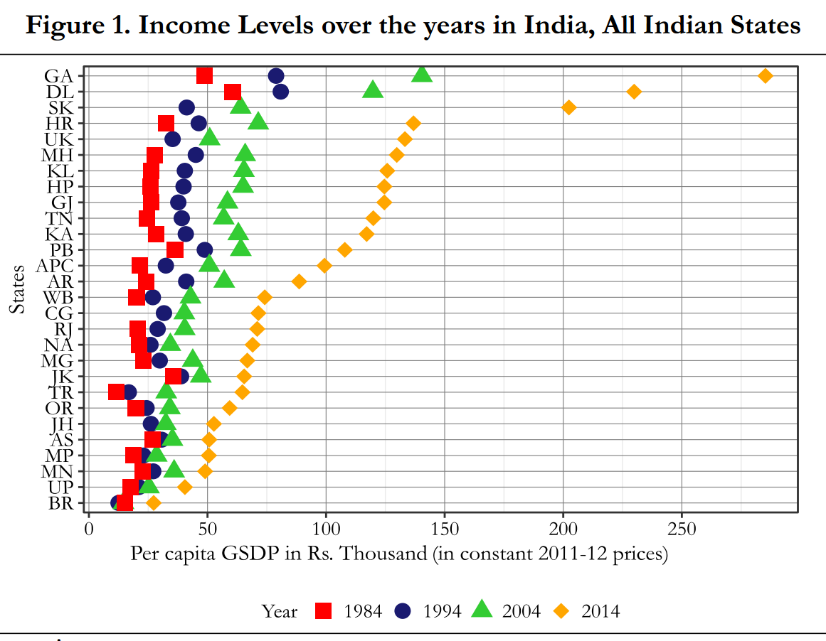 Figure 1. Income Levels over the years in India, All Indian States
GA
DL
SK
HR
UK
MH
KL
HP
GJ
TN
KA
PB
APC
AR
WB
CG
RJ
NA
MG
JK
TR
OR
JH
AS
MP
MN
UP
BR
States
0 50 100 150 200 250
Per capita GSDP in Rs. Thousand (in constant 2011-12 prices)
Year 1984 1994 2004 2014